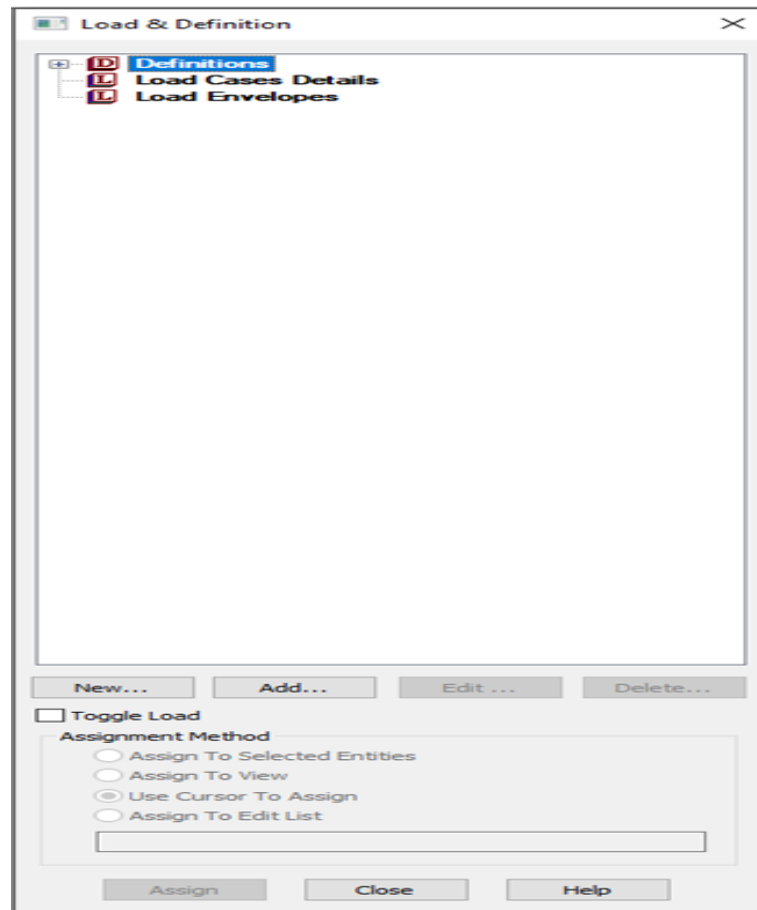 Load & Definition
D Definitions
L Load Cases Details
L Load Envelopes
New... Add... Edit ... Delete...
Toggle Load
Assignment Method
Assign To Selected Entities
Assign To View
Use Cursor To Assign
Assign To Edit List
Assign Close Help